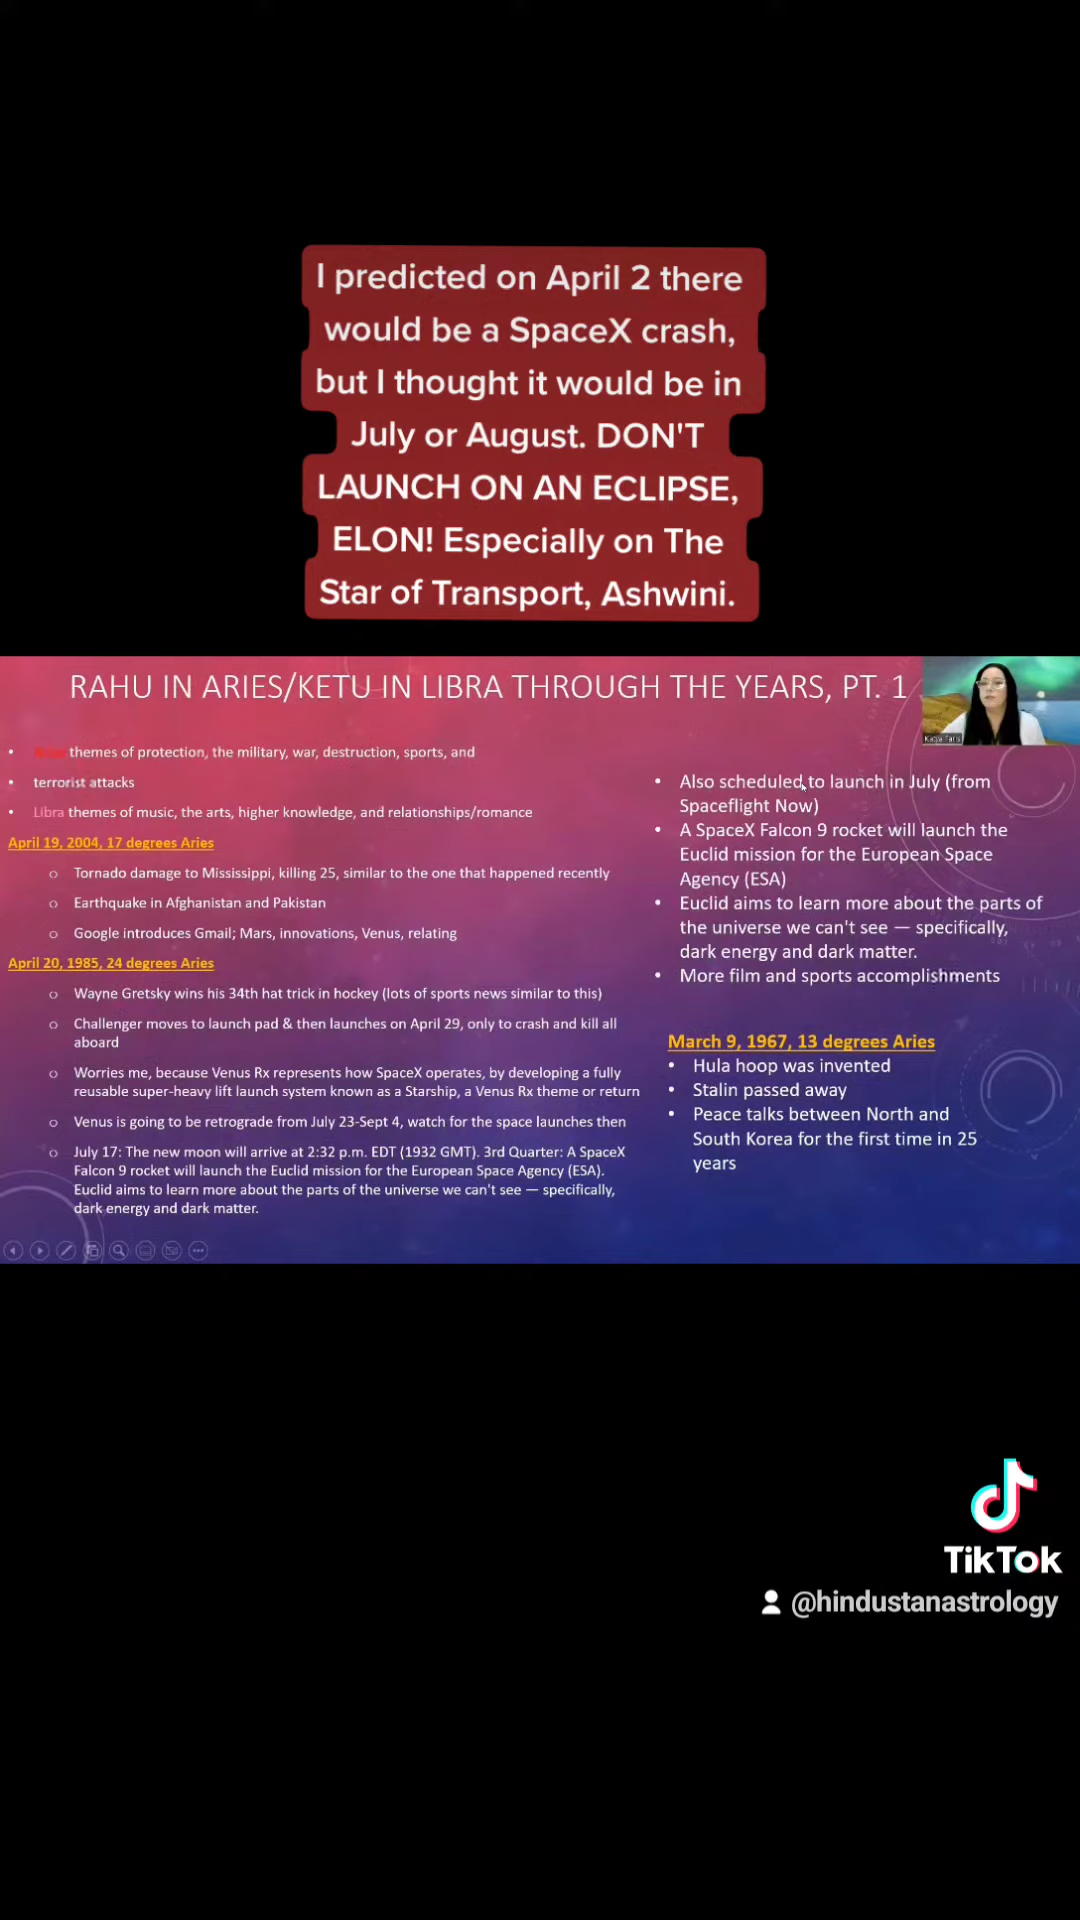 I predicted on April 2 there
would be a SpaceX crash,
but I thought it would be in
July or August. DON'T
LAUNCH ON AN ECLIPSE,
ELON! Especially on The
Star of Transport, Ashwini.
RAHU IN ARIES/KETU IN LIBRA THROUGH THE YEARS, PT. 1
Katya Faris
• themes of protection, the military, war, destruction, sports, and
• terrorist attacks
• Libra themes of music, the arts, higher knowledge, and relationships/romance
April 19, 2004, 17 degrees Aries
o Tornado damage to Mississippi, killing 25, similar to the one that happened recently
o Earthquake in Afghanistan and Pakistan
o Google introduces Gmail; Mars, innovations, Venus, relating
April 20, 1985, 24 degrees Aries
o Wayne Gretsky wins his 34th hat trick in hockey (lots of sports news similar to this)
o Challenger moves to launch pad & then launches on April 29, only to crash and kill all
aboard
o Worries me, because Venus Rx represents how SpaceX operates, by developing a fully
reusable super-heavy lift launch system known as a Starship, a Venus Rx theme or return
o Venus is going to be retrograde from July 23-Sept 4, watch for the space launches then
o July 17: The new moon will arrive at 2:32 p.m. EDT (1932 GMT). 3rd Quarter: A SpaceX
Falcon 9 rocket will launch the Euclid mission for the European Space Agency (ESA).
Euclid aims to learn more about the parts of the universe we can't see — specifically,
dark energy and dark matter.
• Also scheduled to launch in July (from
Spaceflight Now)
• A SpaceX Falcon 9 rocket will launch the
Euclid mission for the European Space
Agency (ESA)
• Euclid aims to learn more about the parts of
the universe we can't see — specifically,
dark energy and dark matter.
• More film and sports accomplishments
March 9, 1967, 13 degrees Aries
• Hula hoop was invented
• Stalin passed away
• Peace talks between North and
South Korea for the first time in 25
years
TikTok
@hindustanastrology